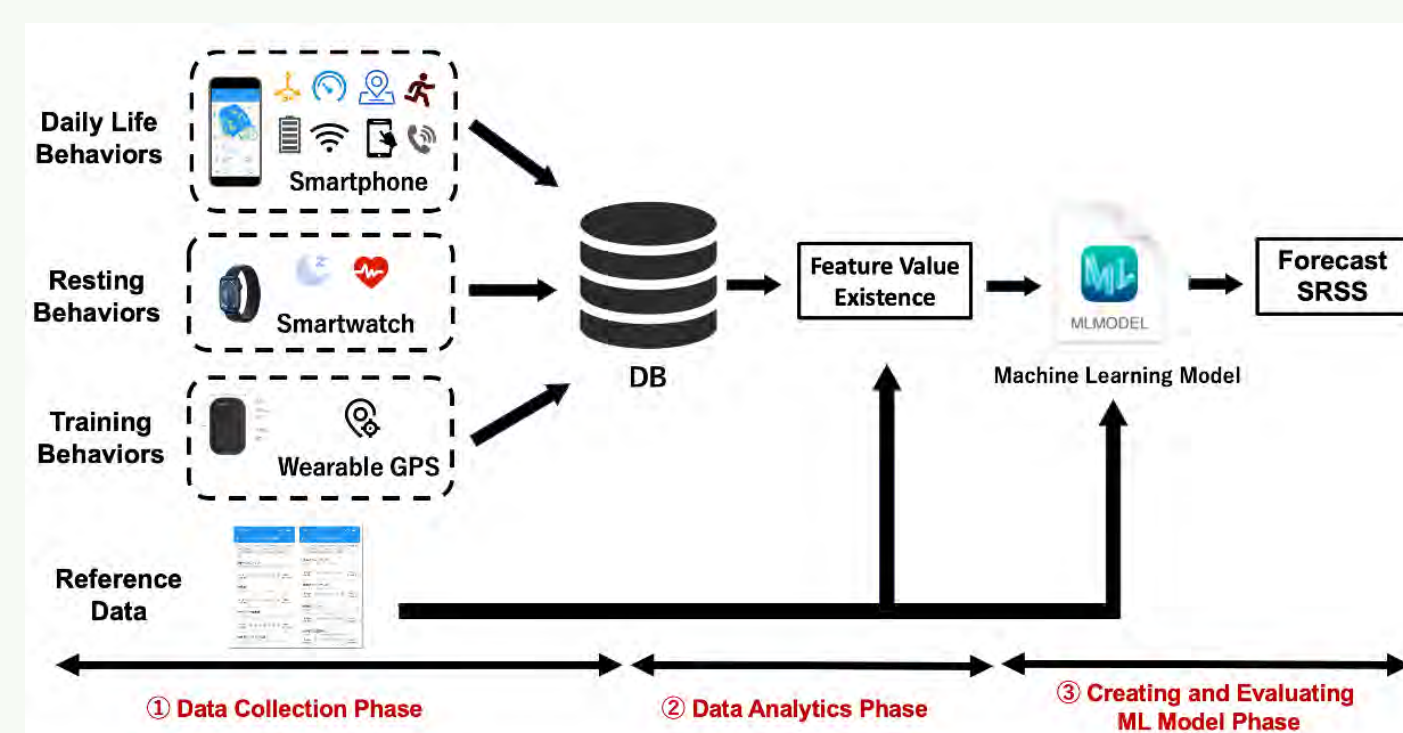 Daily Life
Behaviors
Smartphone
Resting
Behaviors
Smartwatch
Training
Behaviors
Wearable GPS
Reference
Data
DB
Feature Value
Existence
ML
MLMODEL
Machine Learning Model
Forecast
SRSS
① Data Collection Phase
② Data Analytics Phase
③ Creating and Evaluating
ML Model Phase